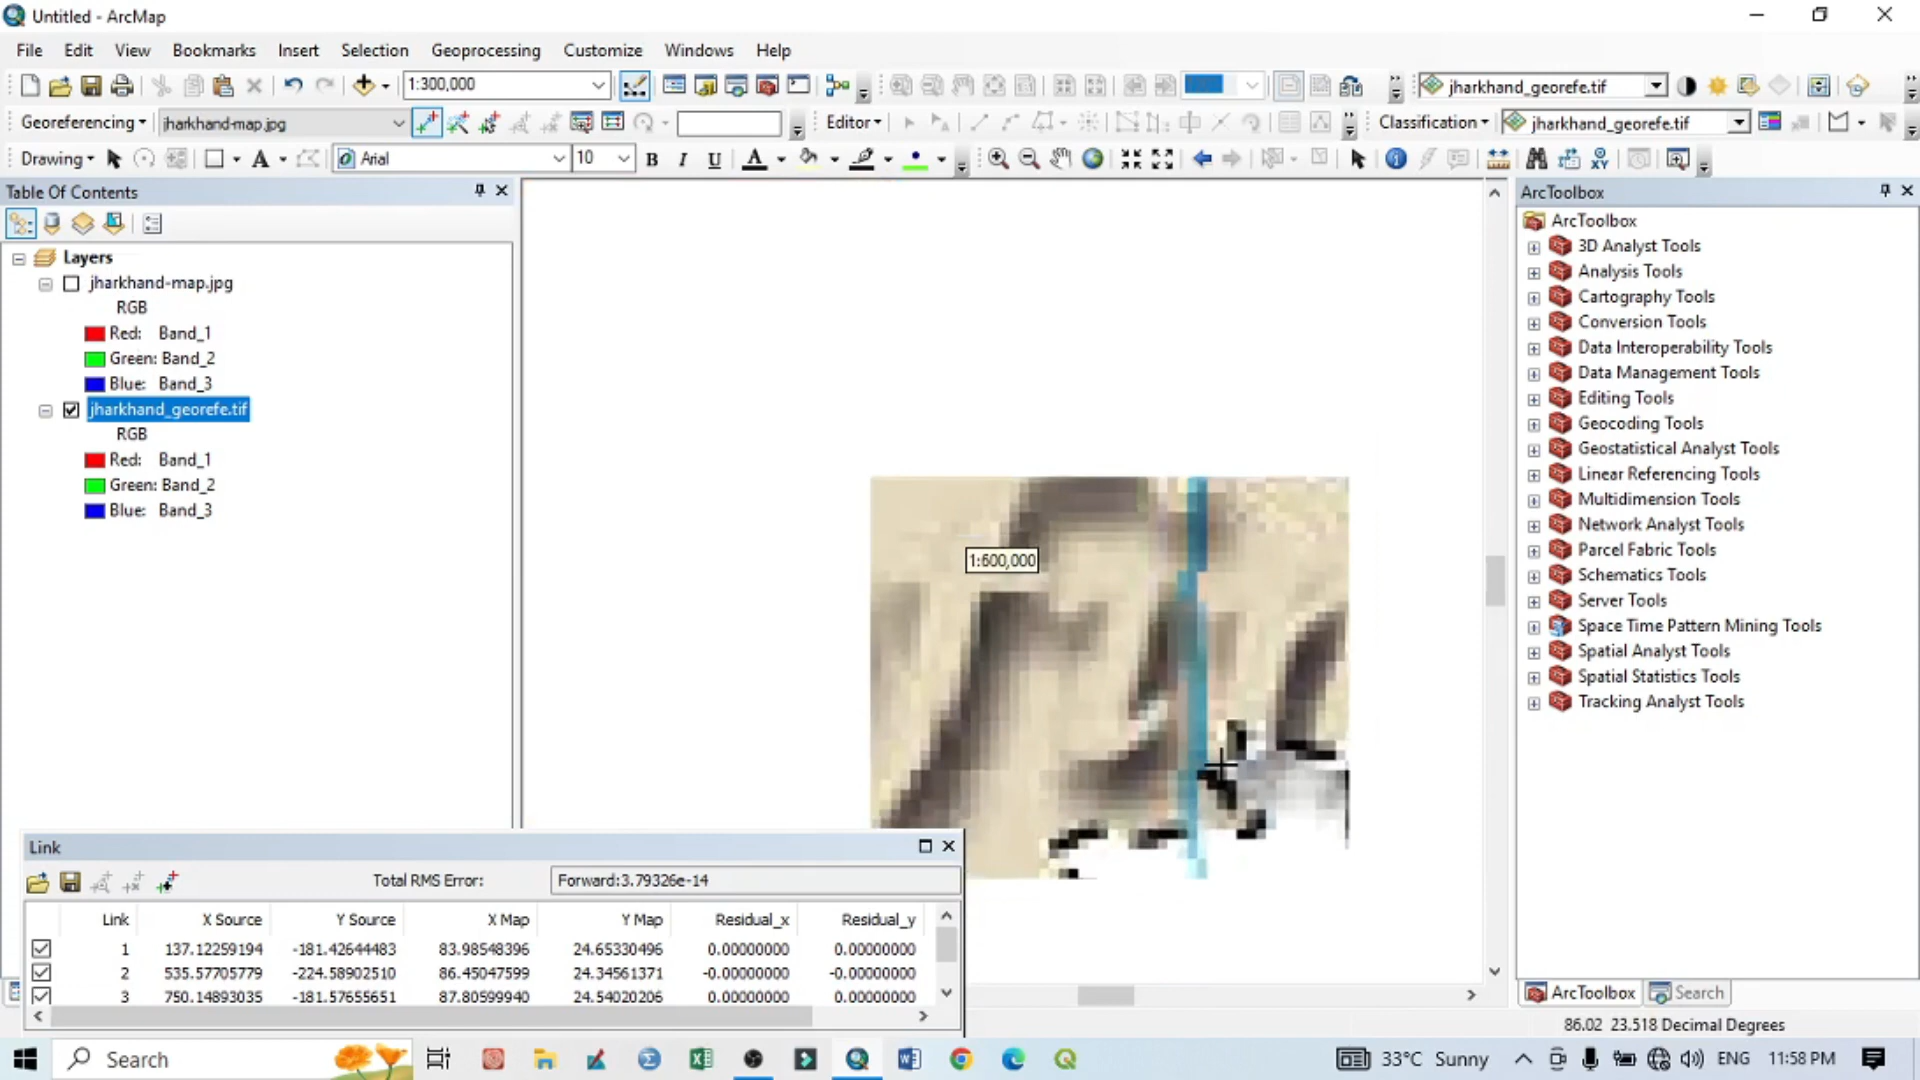 Untitled - ArcMap
File Edit View Bookmarks Insert Selection Geoprocessing Customize Windows Help
1:300,000 jharkhand_georefe.tif
Georeferencing jharkhand-map.jpg Editor Classification jharkhand_georefe.tif
Drawing A Arial 10 B I U A
Table Of Contents
Layers
jharkhand-map.jpg
RGB
Red: Band_1
Green: Band_2
Blue: Band_3
jharkhand_georefe.tif
RGB
Red: Band_1
Green: Band_2
Blue: Band_3
1:600,000
ArcToolbox
ArcToolbox
3D Analyst Tools
Analysis Tools
Cartography Tools
Conversion Tools
Data Interoperability Tools
Data Management Tools
Editing Tools
Geocoding Tools
Geostatistical Analyst Tools
Linear Referencing Tools
Multidimension Tools
Network Analyst Tools
Parcel Fabric Tools
Schematics Tools
Server Tools
Space Time Pattern Mining Tools
Spatial Analyst Tools
Spatial Statistics Tools
Tracking Analyst Tools
Link
Total RMS Error: Forward:3.79326e-14
Link X Source Y Source X Map Y Map Residual_x Residual_y
1 137.12259194 -181.42644483 83.98548396 24.65330496 0.00000000 0.00000000
2 535.57705779 -224.58902510 86.45047599 24.34561371 -0.00000000 -0.00000000
3 750.14893035 -181.57655651 87.80599940 24.54020206 0.00000000 0.00000000
ArcToolbox Search
86.02 23.518 Decimal Degrees
Search 33°C Sunny ENG 11:58 PM